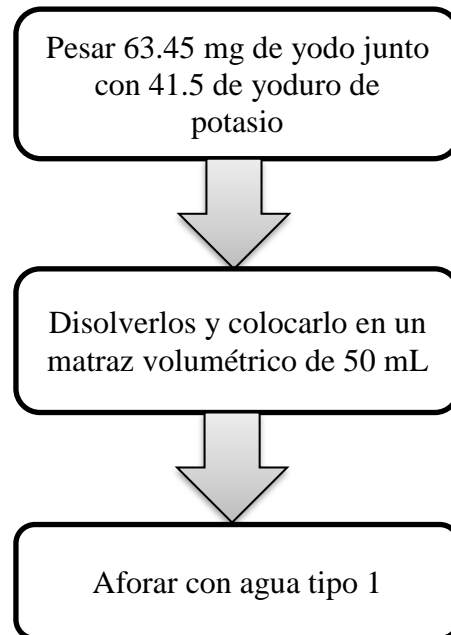 Pesar 63.45 mg de yodo junto
con 41.5 de yoduro de
potasio
Disolverlos y colocarlo en un
matraz volumétrico de 50 mL
Aforar con agua tipo 1